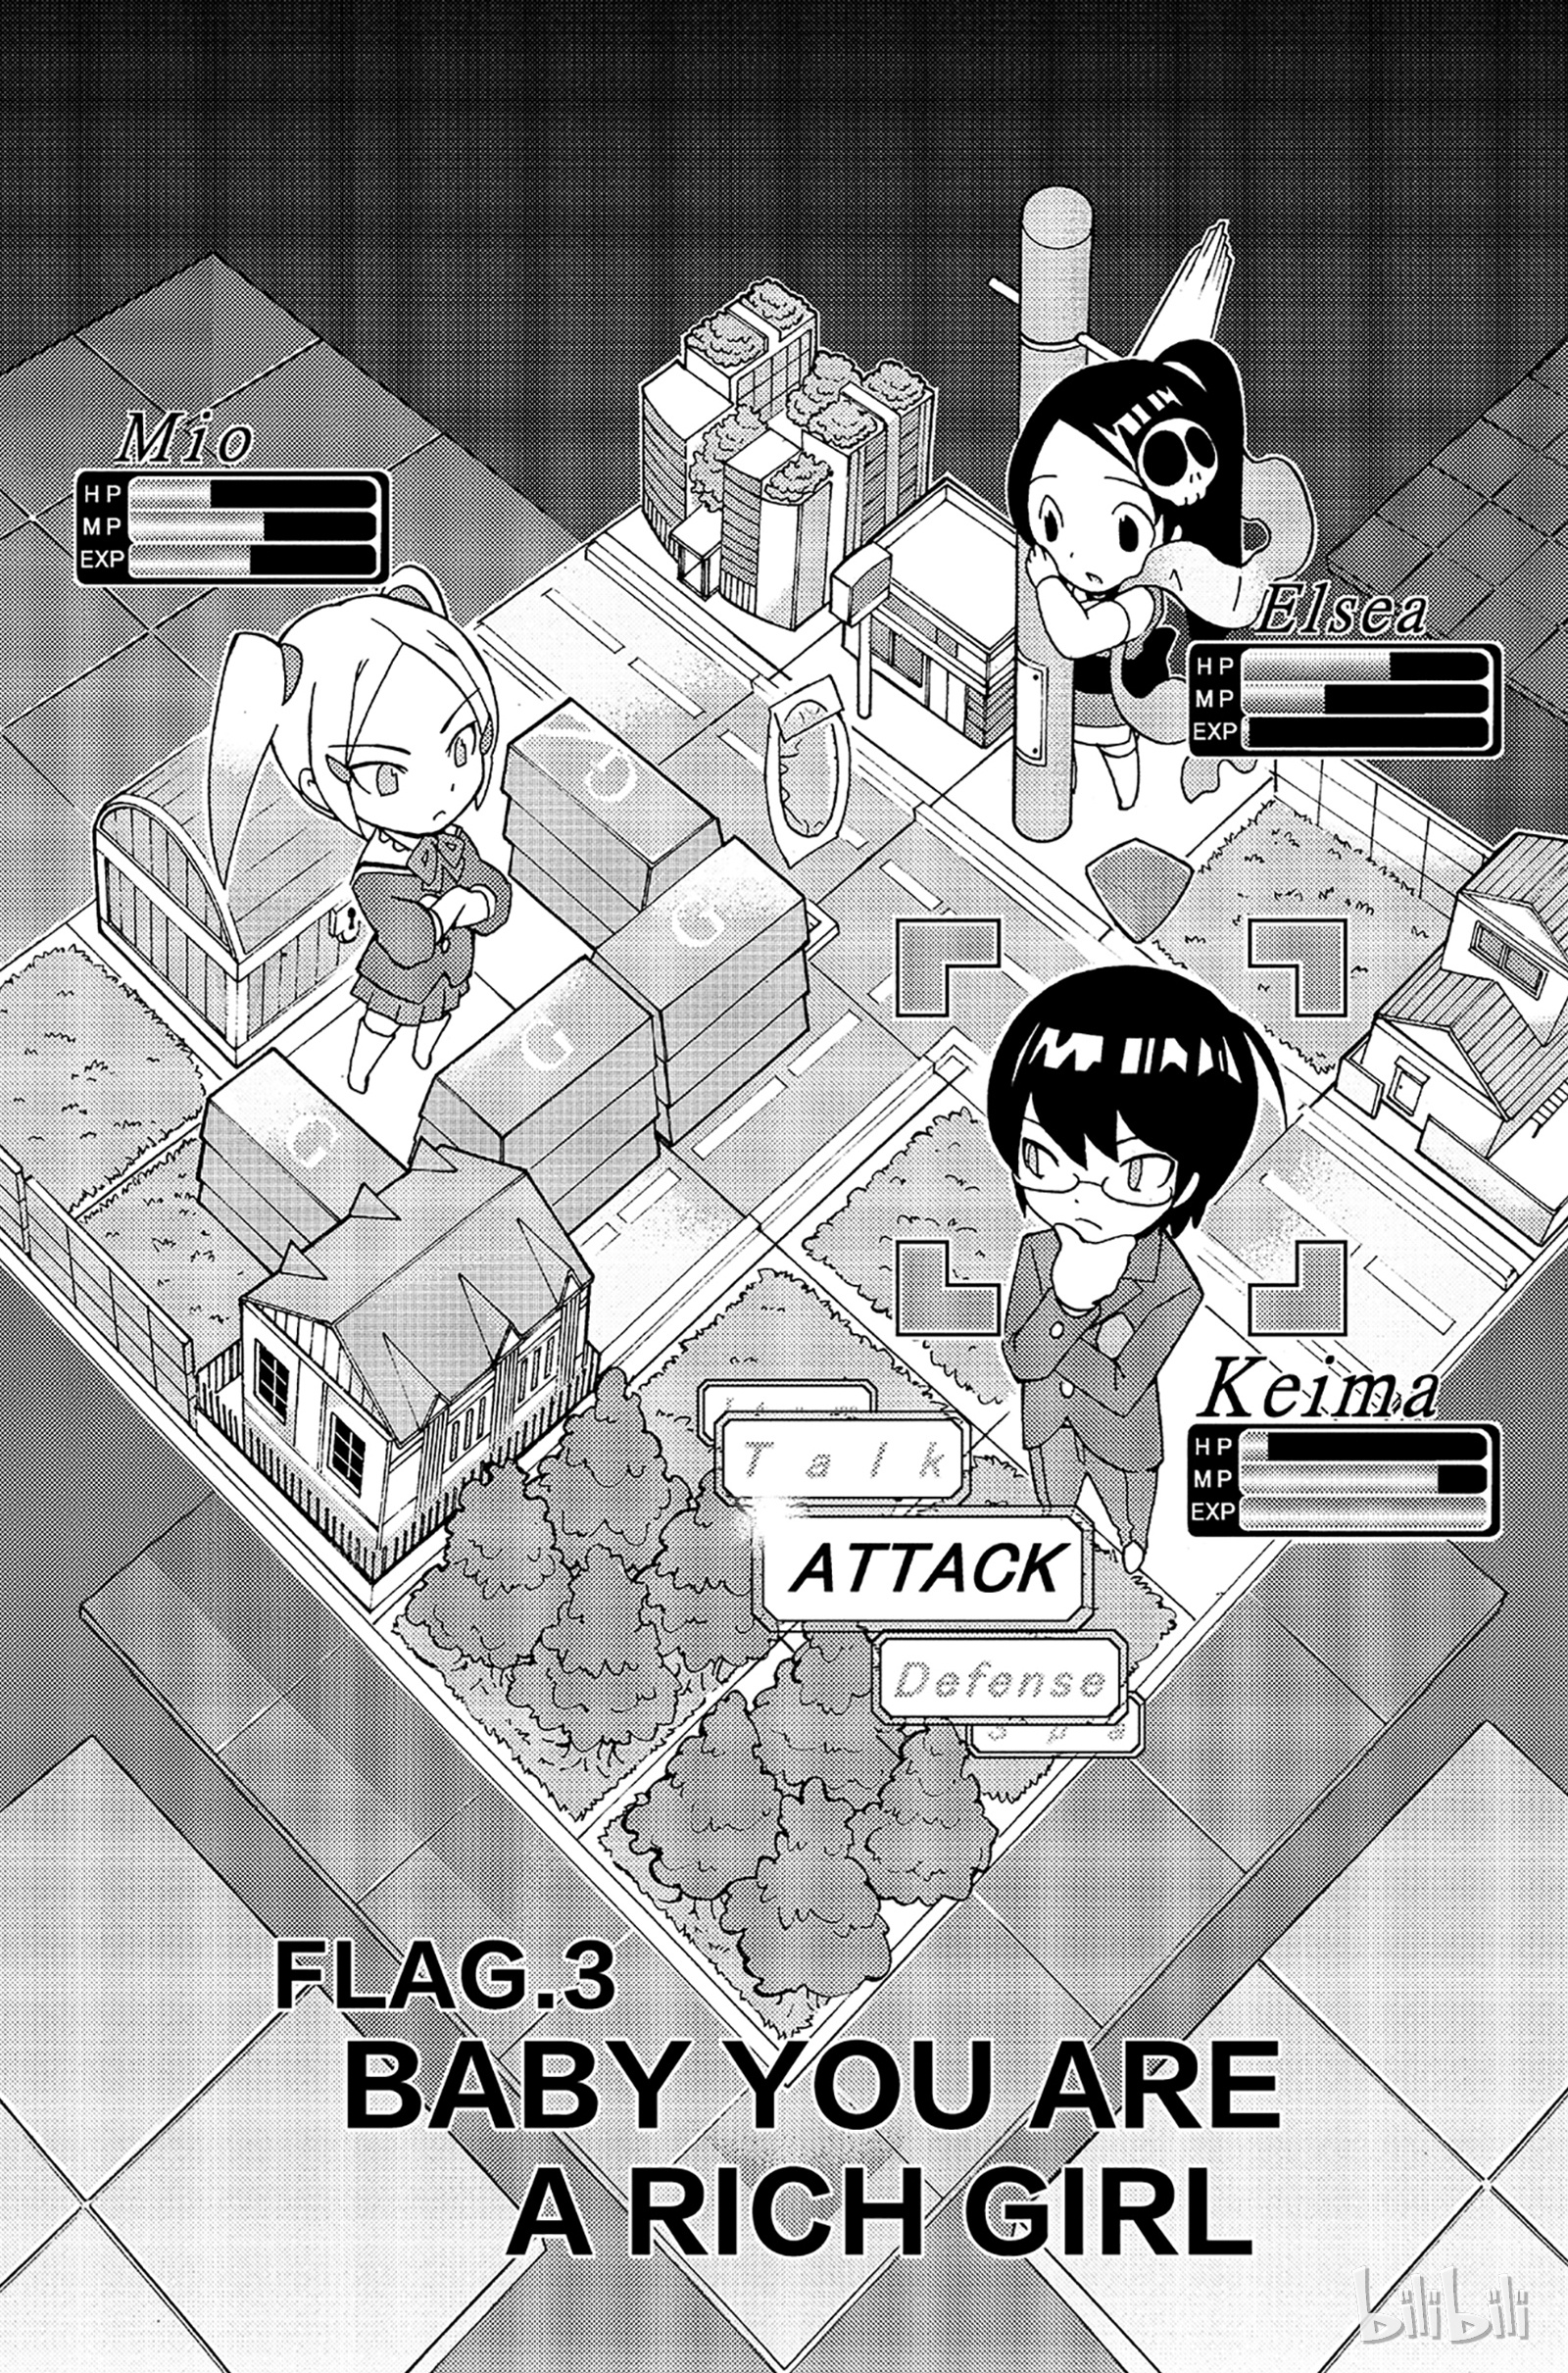 Mio
HP
MP
EXP
Elsea
HP
MP
EXP
G
G
G
G
Keima
HP
MP
EXP
Talk
ATTACK
Defense
FLAG.3
BABY YOU ARE
A RICH GIRL
bilibili